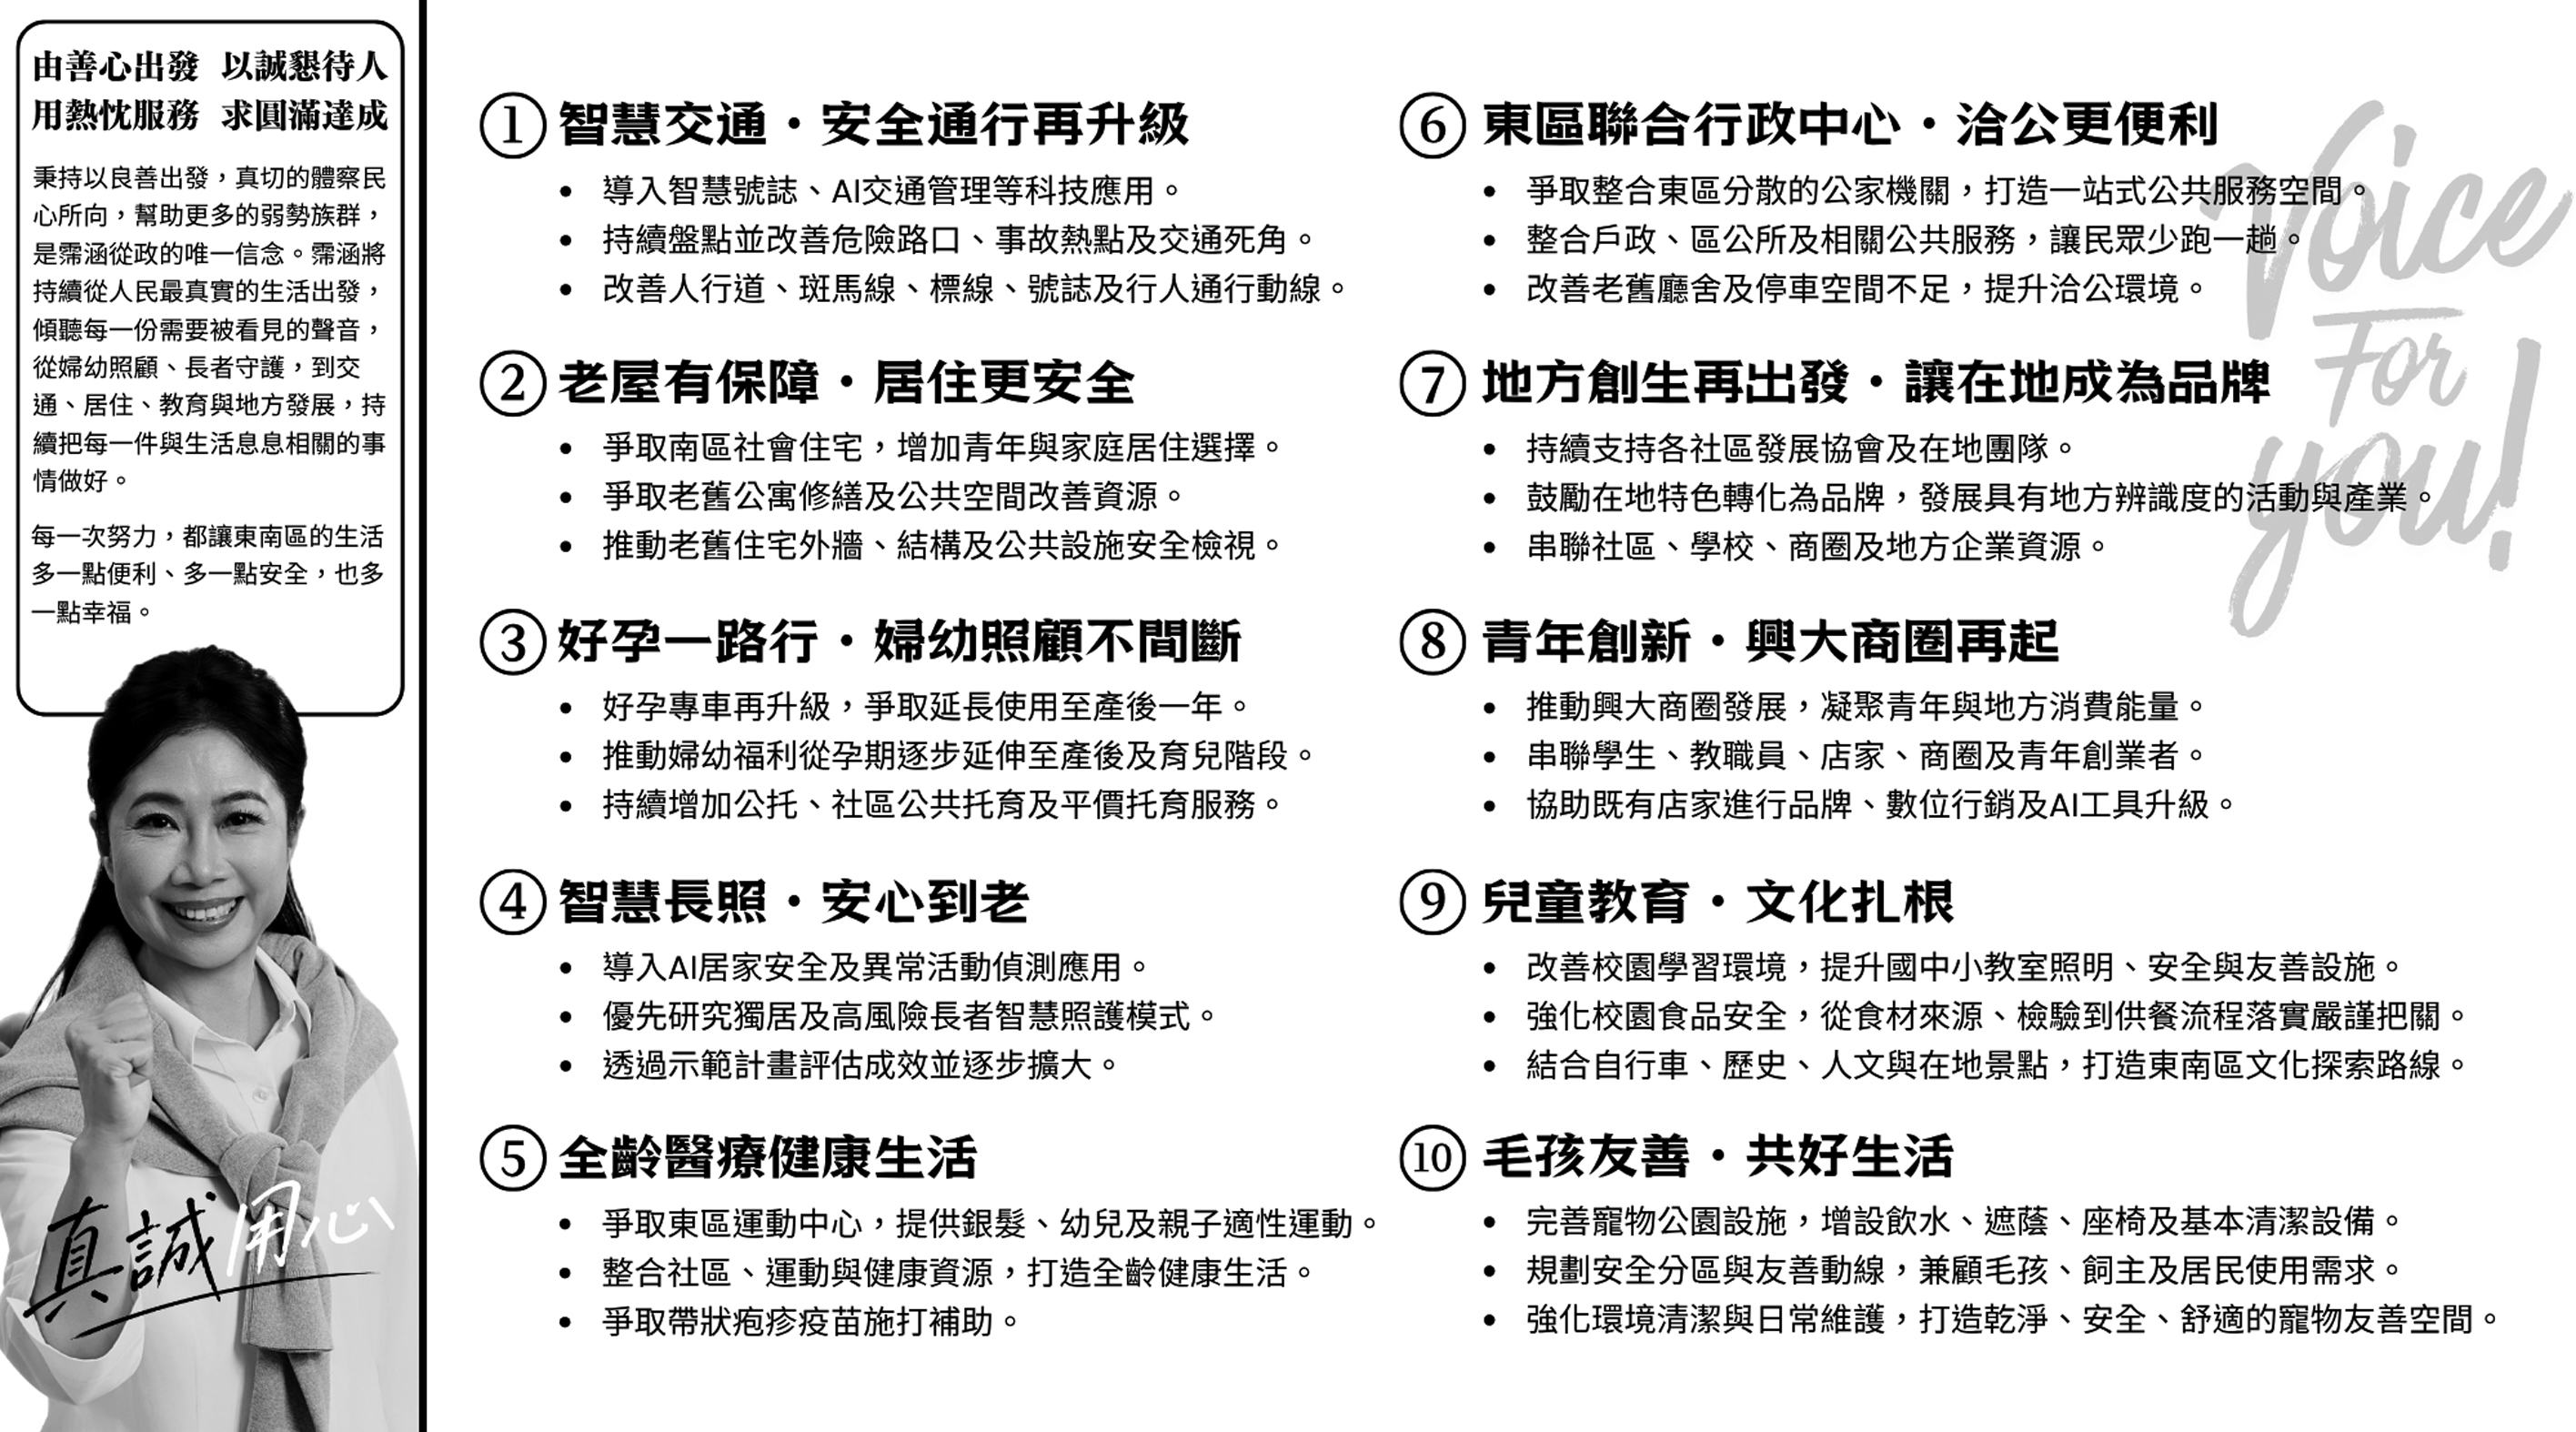 由善心出發 以誠懇待人
用熱忱服務 求圓滿達成
秉持以良善出發，真切的體察民
心所向，幫助更多的弱勢族群，
是霈涵從政的唯一信念。霈涵將
持續從人民最真實的生活出發，
傾聽每一份需要被看見的聲音，
從婦幼照顧、長者守護，到交
通、居住、教育與地方發展，持
續把每一件與生活息息相關的事
情做好。
每一次努力，都讓東南區的生活
多一點便利、多一點安全，也多
一點幸福。
真誠用心
① 智慧交通・安全通行再升級
• 導入智慧號誌、AI交通管理等科技應用。
• 持續盤點並改善危險路口、事故熱點及交通死角。
• 改善人行道、斑馬線、標線、號誌及行人通行動線。
② 老屋有保障・居住更安全
• 爭取南區社會住宅，增加青年與家庭居住選擇。
• 爭取老舊公寓修繕及公共空間改善資源。
• 推動老舊住宅外牆、結構及公共設施安全檢視。
③ 好孕一路行・婦幼照顧不間斷
• 好孕專車再升級，爭取延長使用至產後一年。
• 推動婦幼福利從孕期逐步延伸至產後及育兒階段。
• 持續增加公托、社區公共托育及平價托育服務。
④ 智慧長照・安心到老
• 導入AI居家安全及異常活動偵測應用。
• 優先研究獨居及高風險長者智慧照護模式。
• 透過示範計畫評估成效並逐步擴大。
⑤ 全齡醫療健康生活
• 爭取東區運動中心，提供銀髮、幼兒及親子適性運動。
• 整合社區、運動與健康資源，打造全齡健康生活。
• 爭取帶狀疱疹疫苗施打補助。
⑥ 東區聯合行政中心・洽公更便利
• 爭取整合東區分散的公家機關，打造一站式公共服務空間。
• 整合戶政、區公所及相關公共服務，讓民眾少跑一趟。
• 改善老舊廳舍及停車空間不足，提升洽公環境。
⑦ 地方創生再出發・讓在地成為品牌
• 持續支持各社區發展協會及在地團隊。
• 鼓勵在地特色轉化為品牌，發展具有地方辨識度的活動與產業。
• 串聯社區、學校、商圈及地方企業資源。
⑧ 青年創新・興大商圈再起
• 推動興大商圈發展，凝聚青年與地方消費能量。
• 串聯學生、教職員、店家、商圈及青年創業者。
• 協助既有店家進行品牌、數位行銷及AI工具升級。
⑨ 兒童教育・文化扎根
• 改善校園學習環境，提升國中小教室照明、安全與友善設施。
• 強化校園食品安全，從食材來源、檢驗到供餐流程落實嚴謹把關。
• 結合自行車、歷史、人文與在地景點，打造東南區文化探索路線。
⑩ 毛孩友善・共好生活
• 完善寵物公園設施，增設飲水、遮蔭、座椅及基本清潔設備。
• 規劃安全分區與友善動線，兼顧毛孩、飼主及居民使用需求。
• 強化環境清潔與日常維護，打造乾淨、安全、舒適的寵物友善空間。
Voice
For
you!